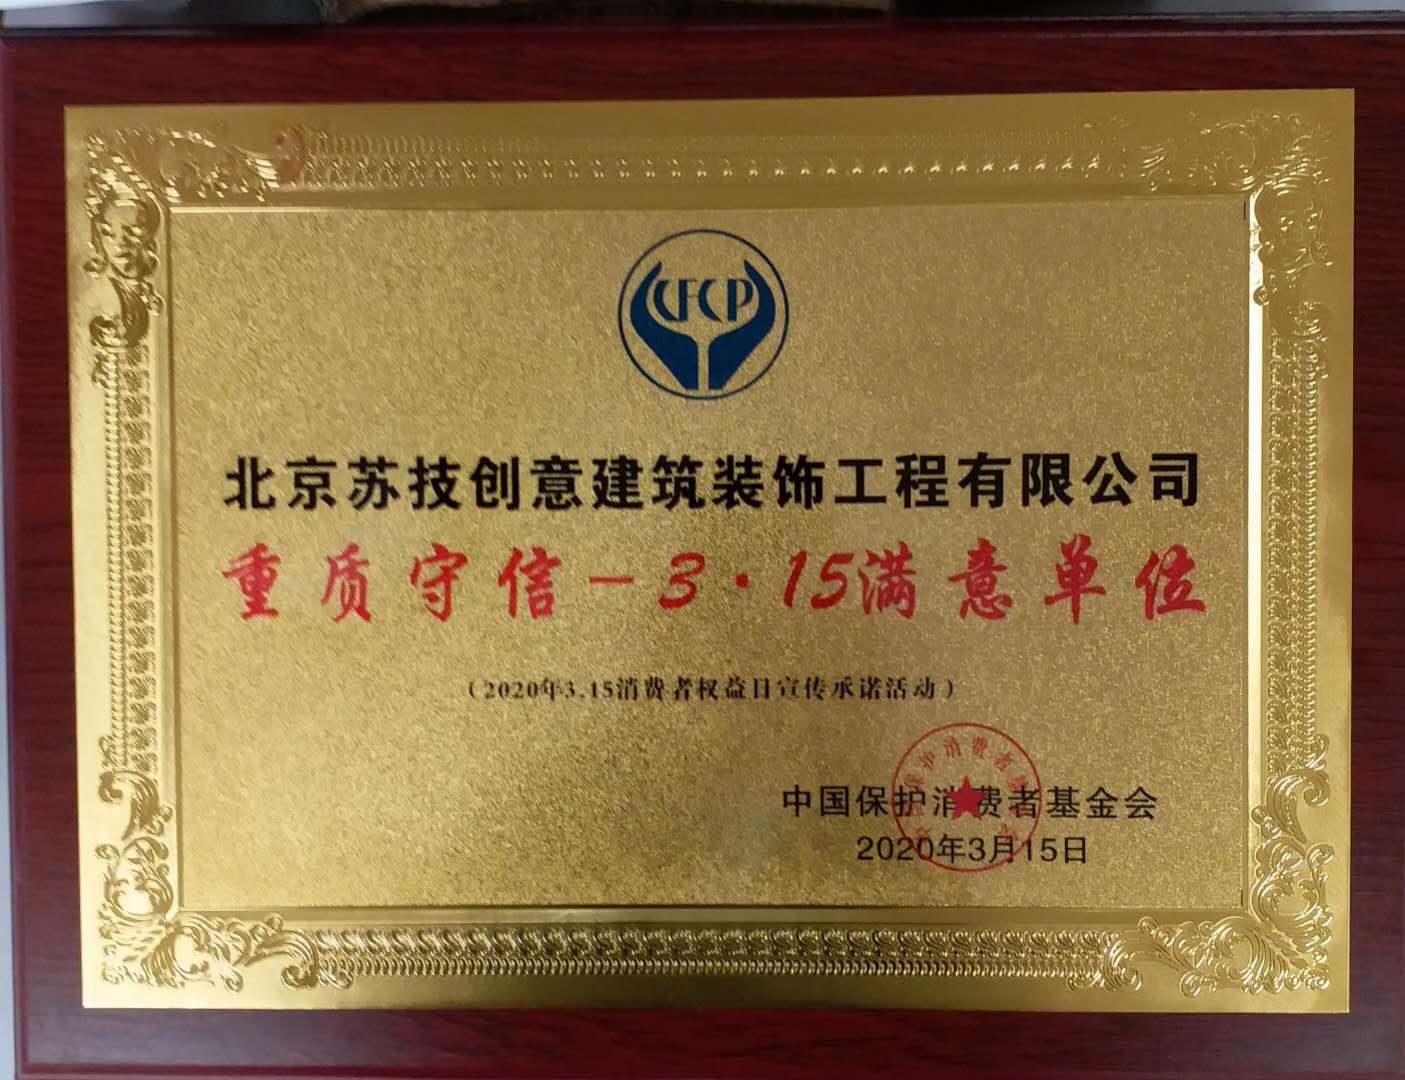 CFCP
北京苏技创意建筑装饰工程有限公司
重质守信－3·15满意单位
（2020年3.15消费者权益日宣传承诺活动）
中国保护消费者基金会
2020年3月15日